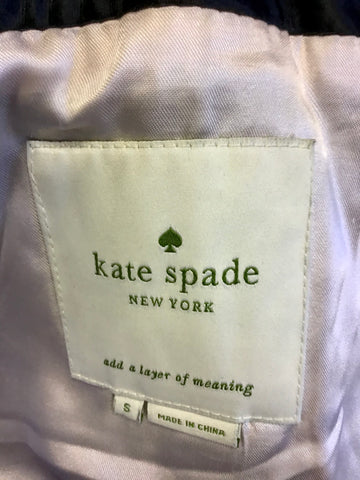 kate spade
NEW YORK
add a layer of meaning
S
MADE IN CHINA